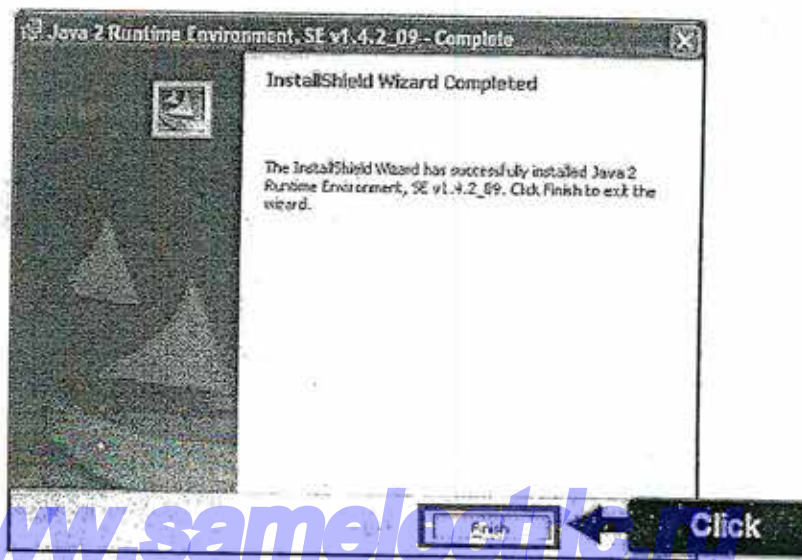 Java 2 Runtime Environment, SE v1.4.2_09 - Complete
InstallShield Wizard Completed
The InstallShield Wizard has successfully installed Java 2
Runtime Environment, SE v1.4.2_09. Click Finish to exit the
wizard.
Finish
Click